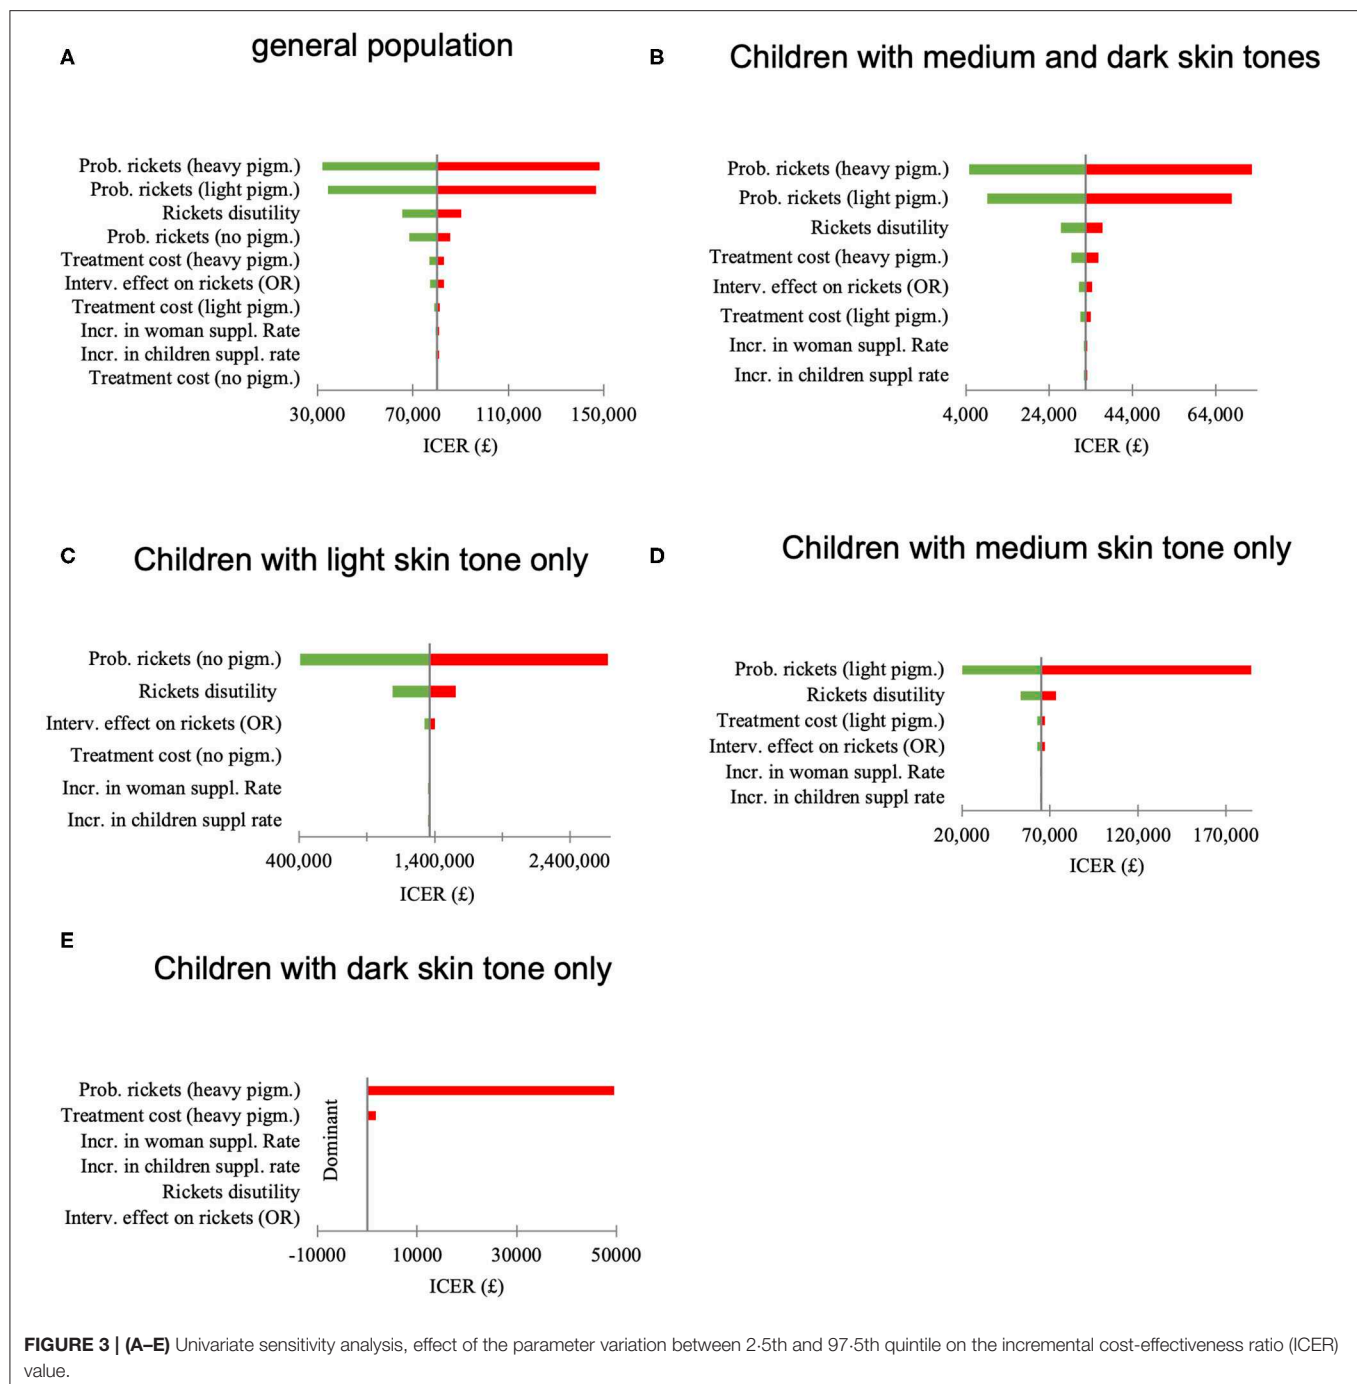 A
general population
Prob. rickets (heavy pigm.)
Prob. rickets (light pigm.)
Rickets disutility
Prob. rickets (no pigm.)
Treatment cost (heavy pigm.)
Interv. effect on rickets (OR)
Treatment cost (light pigm.)
Incr. in woman suppl. Rate
Incr. in children suppl. rate
Treatment cost (no pigm.)
30,000 70,000 110,000 150,000
ICER (£)
B
Children with medium and dark skin tones
Prob. rickets (heavy pigm.)
Prob. rickets (light pigm.)
Rickets disutility
Treatment cost (heavy pigm.)
Interv. effect on rickets (OR)
Treatment cost (light pigm.)
Incr. in woman suppl. Rate
Incr. in children suppl rate
4,000 24,000 44,000 64,000
ICER (£)
C
Children with light skin tone only
Prob. rickets (no pigm.)
Rickets disutility
Interv. effect on rickets (OR)
Treatment cost (no pigm.)
Incr. in woman suppl. Rate
Incr. in children suppl rate
400,000 1,400,000 2,400,000
ICER (£)
D
Children with medium skin tone only
Prob. rickets (light pigm.)
Rickets disutility
Treatment cost (light pigm.)
Interv. effect on rickets (OR)
Incr. in woman suppl. Rate
Incr. in children suppl rate
20,000 70,000 120,000 170,000
ICER (£)
E
Children with dark skin tone only
Prob. rickets (heavy pigm.)
Treatment cost (heavy pigm.)
Incr. in woman suppl. Rate
Incr. in children suppl. rate
Rickets disutility
Interv. effect on rickets (OR)
Dominant
-10000 10000 30000 50000
ICER (£)
FIGURE 3 | (A–E) Univariate sensitivity analysis, effect of the parameter variation between 2·5th and 97·5th quintile on the incremental cost-effectiveness ratio (ICER)
value.